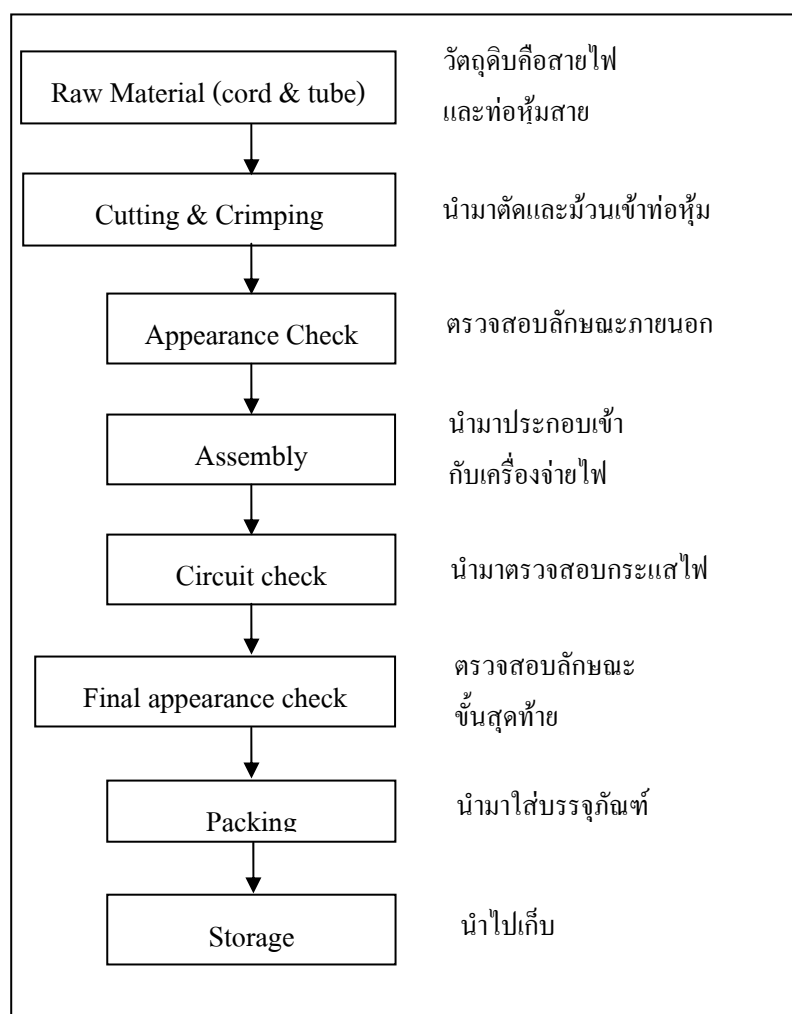 วัตถุดิบคือสายไฟ
Raw Material (cord & tube)
และท่อหุ้มสาย
Cutting & Crimping
นำมาตัดและม้วนเข้าท่อหุ้ม
Appearance Check
ตรวจสอบลักษณะภายนอก
นำมาประกอบเข้า
Assembly
กับเครื่องจ่ายไฟ
Circuit check
นำมาตรวจสอบกระแสไฟ
ตรวจสอบลักษณะ
Final appearance check
ขั้นสุดท้าย
Packing
นำมาใส่บรรจุภัณฑ์
Storage
นำไปเก็บ